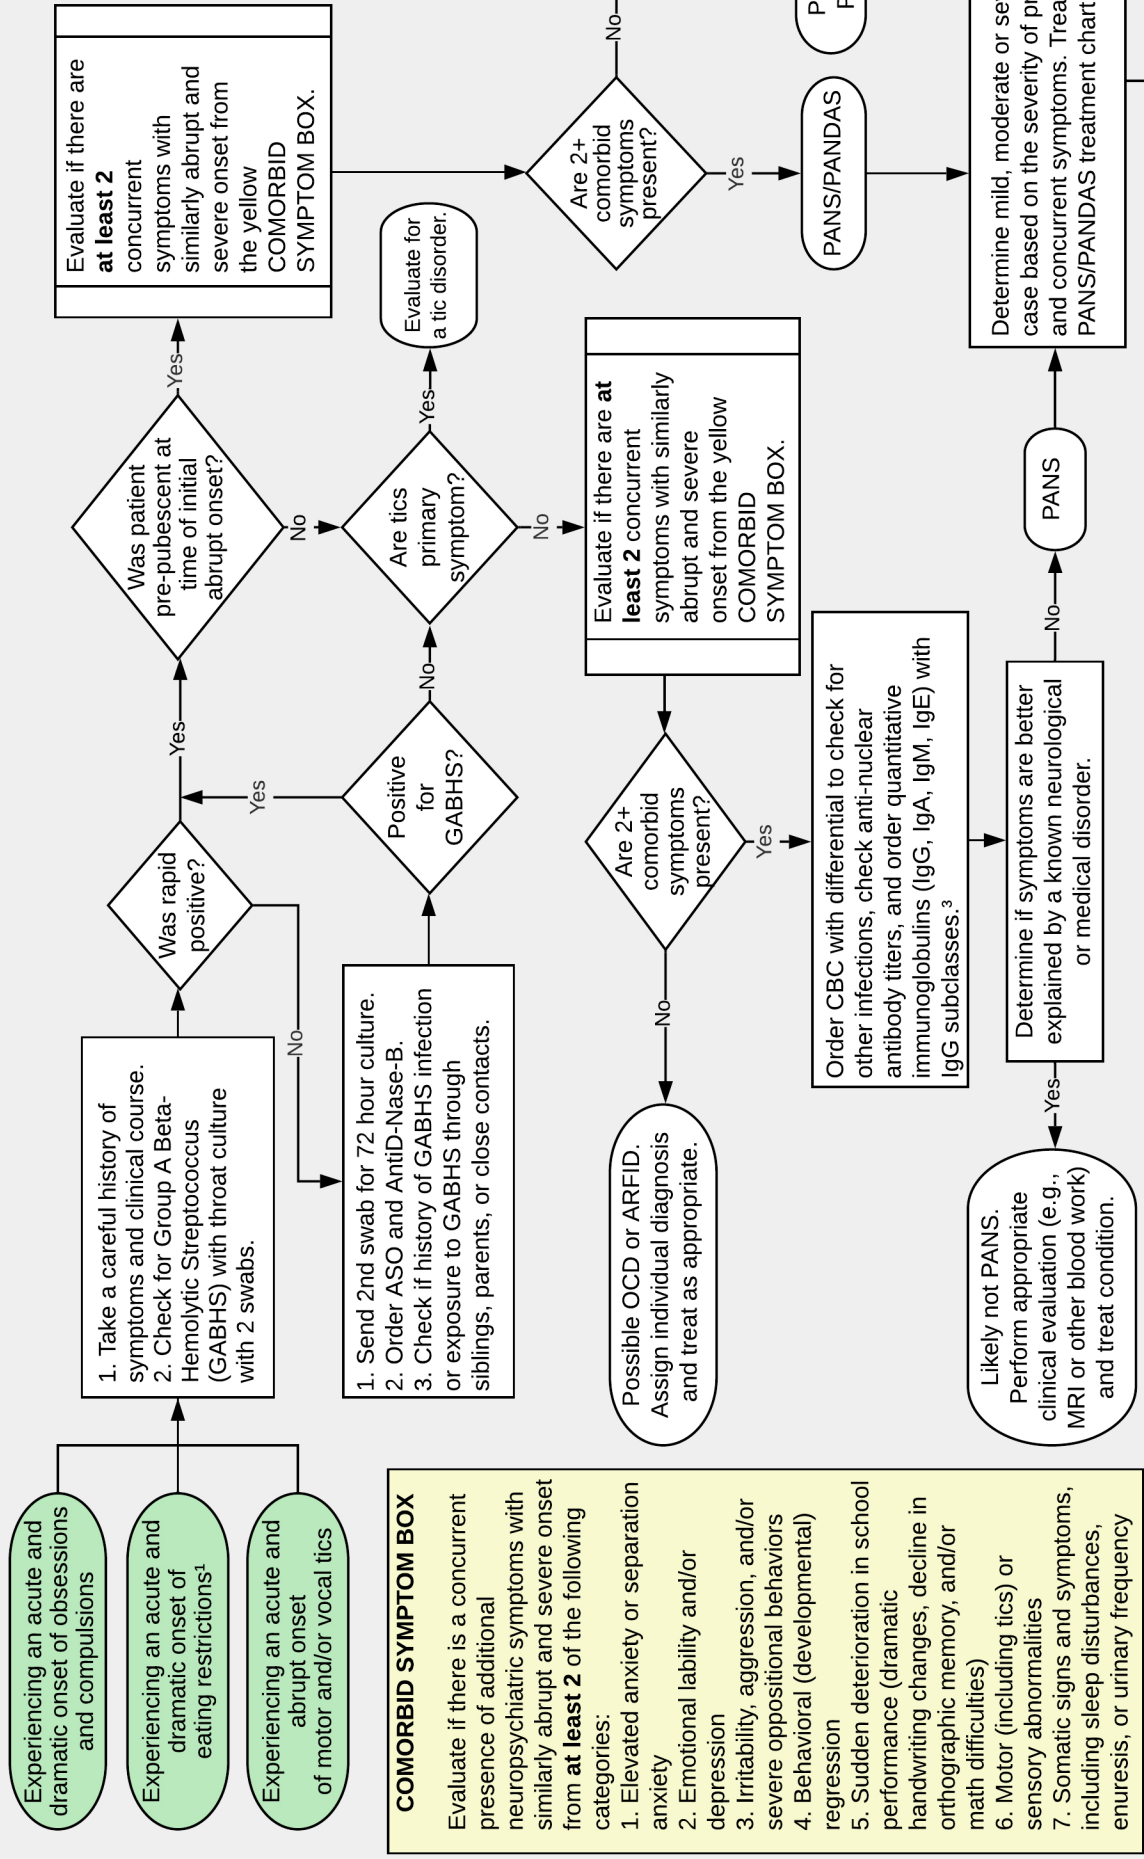 Experiencing an acute and
dramatic onset of obsessions
and compulsions
Experiencing an acute and
dramatic onset of
eating restrictions¹
Experiencing an acute and
abrupt onset
of motor and/or vocal tics
1. Take a careful history of
symptoms and clinical course.
2. Check for Group A Beta-
Hemolytic Streptococcus
(GABHS) with throat culture
with 2 swabs.
Was rapid
positive?
Yes
No
Was patient
pre-pubescent at
time of initial
abrupt onset?
Yes
No
Evaluate if there are
at least 2
concurrent
symptoms with
similarly abrupt and
severe onset from
the yellow
COMORBID
SYMPTOM BOX.
1. Send 2nd swab for 72 hour culture.
2. Order ASO and AntiD-Nase-B.
3. Check if history of GABHS infection
or exposure to GABHS through
siblings, parents, or close contacts.
Positive
for
GABHS?
Yes
No
Are tics
primary
symptom?
Yes
No
Evaluate for
a tic disorder.
Evaluate if there are at
least 2 concurrent
symptoms with similarly
abrupt and severe
onset from the yellow
COMORBID
SYMPTOM BOX.
Are 2+
comorbid
symptoms
present?
No
Yes
Possible OCD or ARFID.
Assign individual diagnosis
and treat as appropriate.
Order CBC with differential to check for
other infections, check anti-nuclear
antibody titers, and order quantitative
immunoglobulins (IgG, IgA, IgM, IgE) with
IgG subclasses.³
Determine if symptoms are better
explained by a known neurological
or medical disorder.
Yes
No
Likely not PANS.
Perform appropriate
clinical evaluation (e.g.,
MRI or other blood work)
and treat condition.
PANS
Are 2+
comorbid
symptoms
present?
No
Yes
PANS/PANDAS
Determine mild, moderate or
case based on the severity of
and concurrent symptoms.
PANS/PANDAS treatment chart
COMORBID SYMPTOM BOX
Evaluate if there is a concurrent
presence of additional
neuropsychiatric symptoms with
similarly abrupt and severe onset
from at least 2 of the following
categories:
1. Elevated anxiety or separation
anxiety
2. Emotional lability and/or
depression
3. Irritability, aggression, and/or
severe oppositional behaviors
4. Behavioral (developmental)
regression
5. Sudden deterioration in school
performance (dramatic
handwriting changes, decline in
orthographic memory, and/or
math difficulties)
6. Motor (including tics) or
sensory abnormalities
7. Somatic signs and symptoms,
including sleep disturbances,
enuresis, or urinary frequency